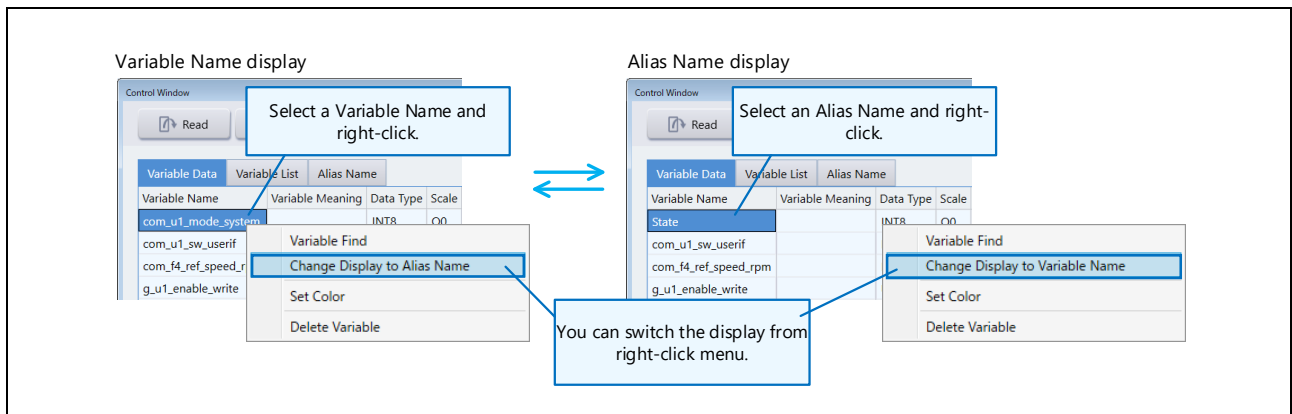 Variable Name display
Control Window
Select a Variable Name and
right-click.
Read
Variable Data Variable List Alias Name
Variable Name Variable Meaning Data Type Scale
com_u1_mode_system INT8 Q0
com_u1_sw_userif
com_f4_ref_speed_r
g_u1_enable_write
Variable Find
Change Display to Alias Name
Set Color
Delete Variable
Alias Name display
Control Window
Select an Alias Name and right-
click.
Read
Variable Data Variable List Alias Name
Variable Name Variable Meaning Data Type Scale
State INT8 Q0
com_u1_sw_userif
com_f4_ref_speed_rpm
g_u1_enable_write
Variable Find
Change Display to Variable Name
Set Color
Delete Variable
You can switch the display from
right-click menu.